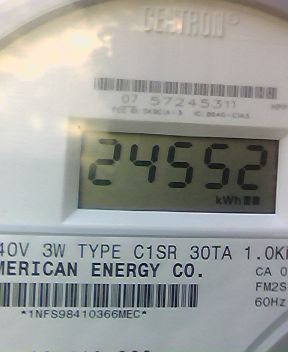 CENTRON®
07 57245311
24552
kWh
40V 3W TYPE C1SR 30TA 1.0K
MERICAN ENERGY CO.
CA 0
FM2S
60Hz
*1NFS98410366MEC*